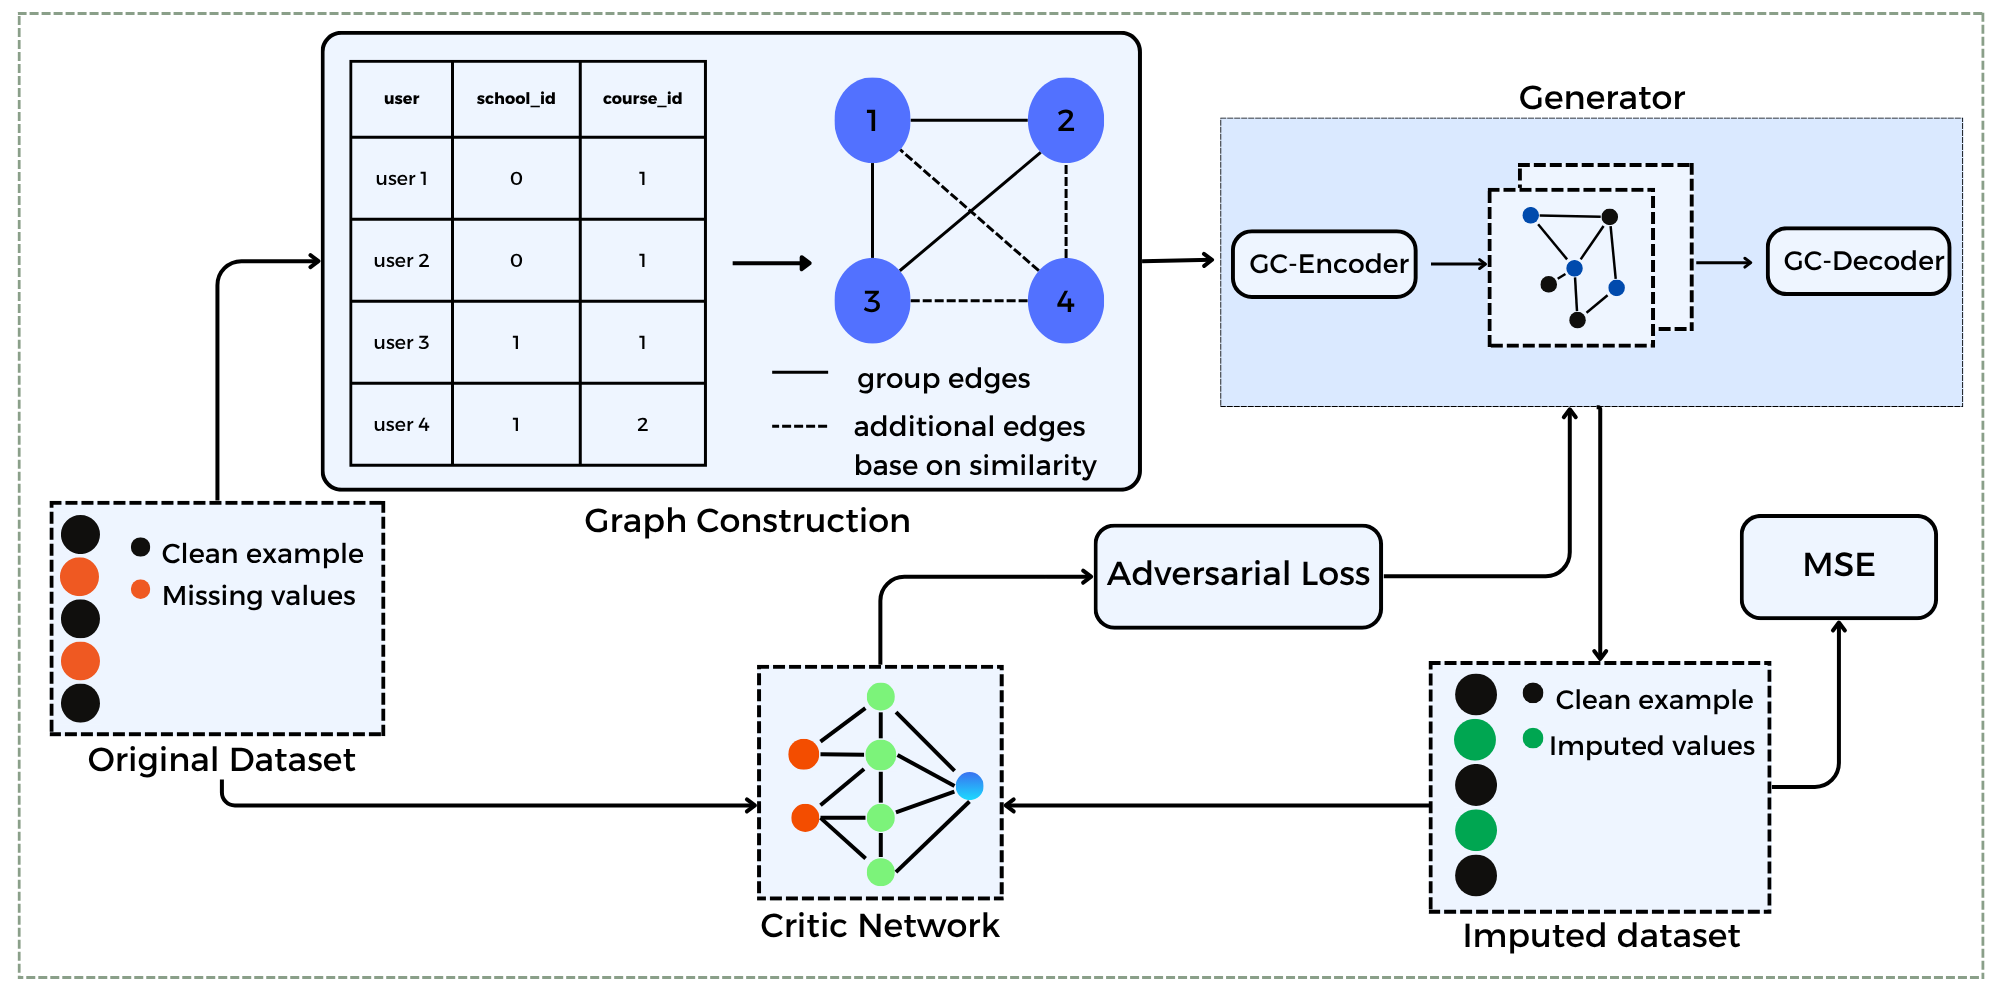 user school_id course_id
user 1 0 1
user 2 0 1
user 3 1 1
user 4 1 2
1 2
3 4
group edges
additional edges
base on similarity
Graph Construction
Generator
GC-Encoder
GC-Decoder
Clean example
Missing values
Original Dataset
Adversarial Loss
MSE
Critic Network
Clean example
Imputed values
Imputed dataset